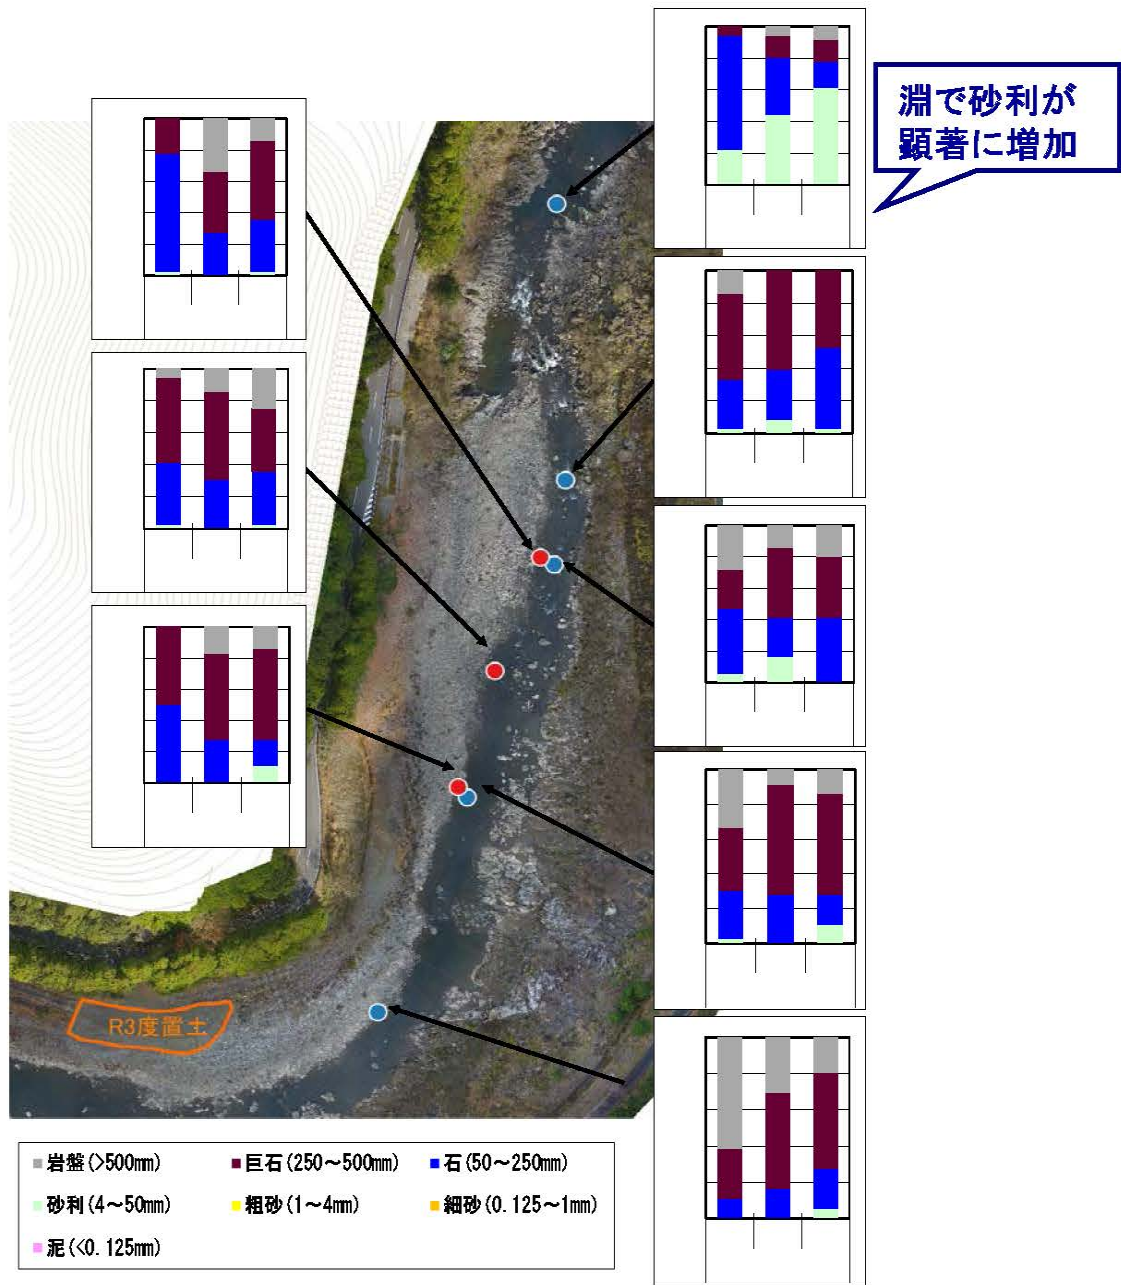 淵で砂利が
顕著に増加
R3度置土
岩盤(>500mm)
巨石(250～500mm)
石(50～250mm)
砂利(4～50mm)
粗砂(1～4mm)
細砂(0.125～1mm)
泥(<0.125mm)